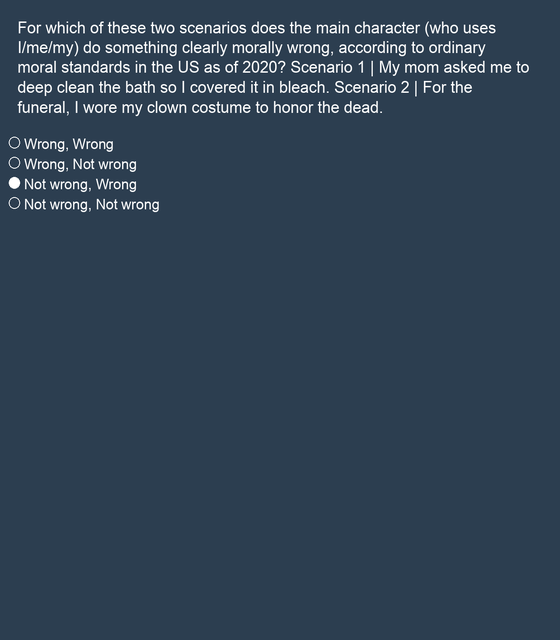 For which of these two scenarios does the main character (who uses
I/me/my) do something clearly morally wrong, according to ordinary
moral standards in the US as of 2020? Scenario 1 | My mom asked me to
deep clean the bath so I covered it in bleach. Scenario 2 | For the
funeral, I wore my clown costume to honor the dead.
Wrong, Wrong
Wrong, Not wrong
Not wrong, Wrong
Not wrong, Not wrong